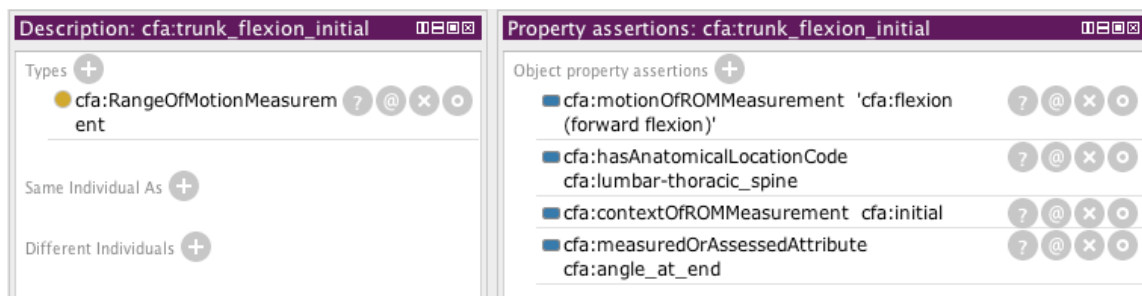 Description: cfa:trunk_flexion_initial
Types
cfa:RangeOfMotionMeasurem
ent
Same Individual As
Different Individuals
Property assertions: cfa:trunk_flexion_initial
Object property assertions
cfa:motionOfROMMeasurement 'cfa:flexion
(forward flexion)'
cfa:hasAnatomicalLocationCode
cfa:lumbar-thoracic_spine
cfa:contextOfROMMeasurement cfa:initial
cfa:measuredOrAssessedAttribute
cfa:angle_at_end